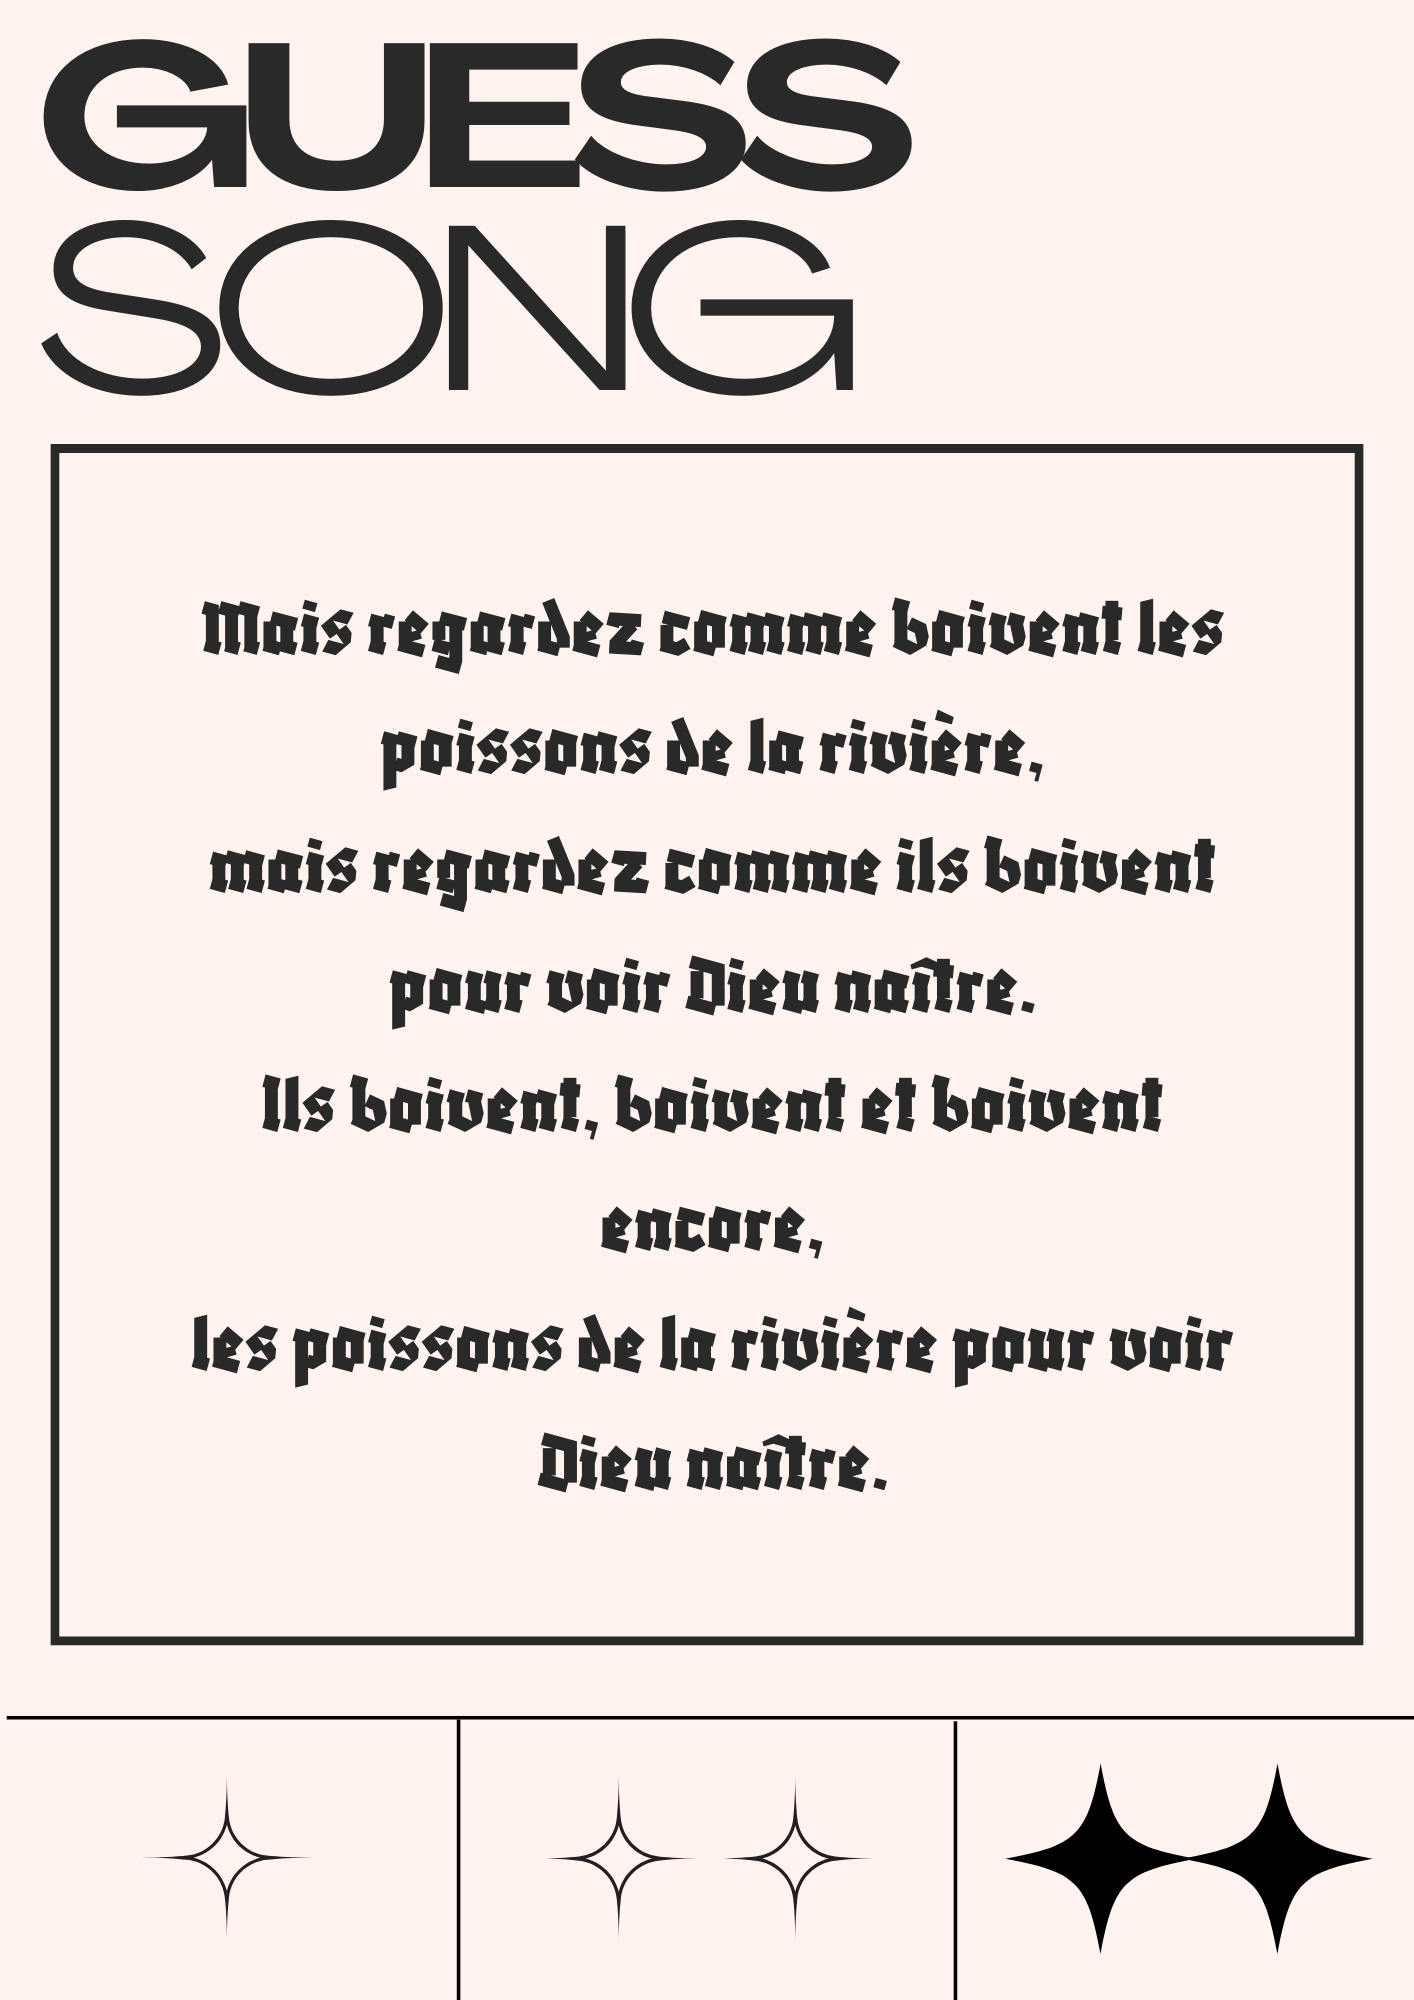 GUESS
SONG
Mais regardez comme boivent les
poissons de la rivière,
mais regardez comme ils boivent
pour voir Dieu naître.
Ils boivent, boivent et boivent
encore,
les poissons de la rivière pour voir
Dieu naître.